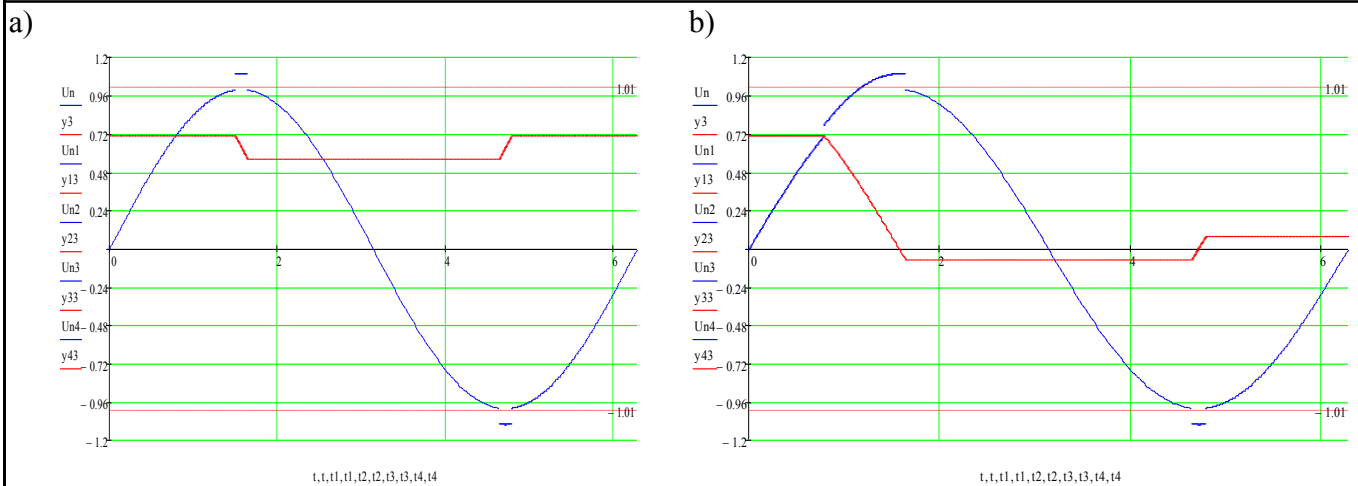 a)
1.2
0.96
0.72
0.48
0.24
− 0.24
− 0.48
− 0.72
− 0.96
− 1.2
Un
y3
Un1
y13
Un2
y23
Un3
y33
Un4
y43
0
2
4
6
1.01
− 1.01
t, t, t1, t1, t2, t2, t3, t3, t4, t4
b)
1.2
0.96
0.72
0.48
0.24
− 0.24
− 0.48
− 0.72
− 0.96
− 1.2
Un
y3
Un1
y13
Un2
y23
Un3
y33
Un4
y43
0
2
4
6
1.01
− 1.01
t, t, t1, t1, t2, t2, t3, t3, t4, t4